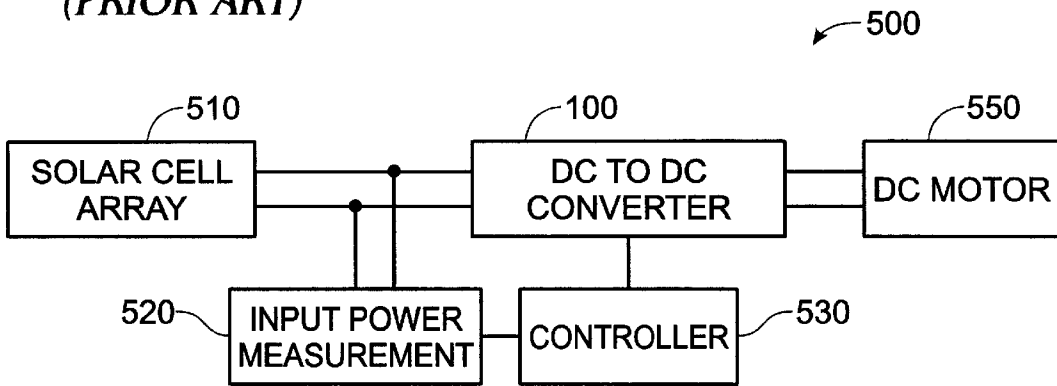 (PRIOR ART)
500
510
100
550
SOLAR CELL
ARRAY
DC TO DC
CONVERTER
DC MOTOR
520
INPUT POWER
MEASUREMENT
CONTROLLER
530